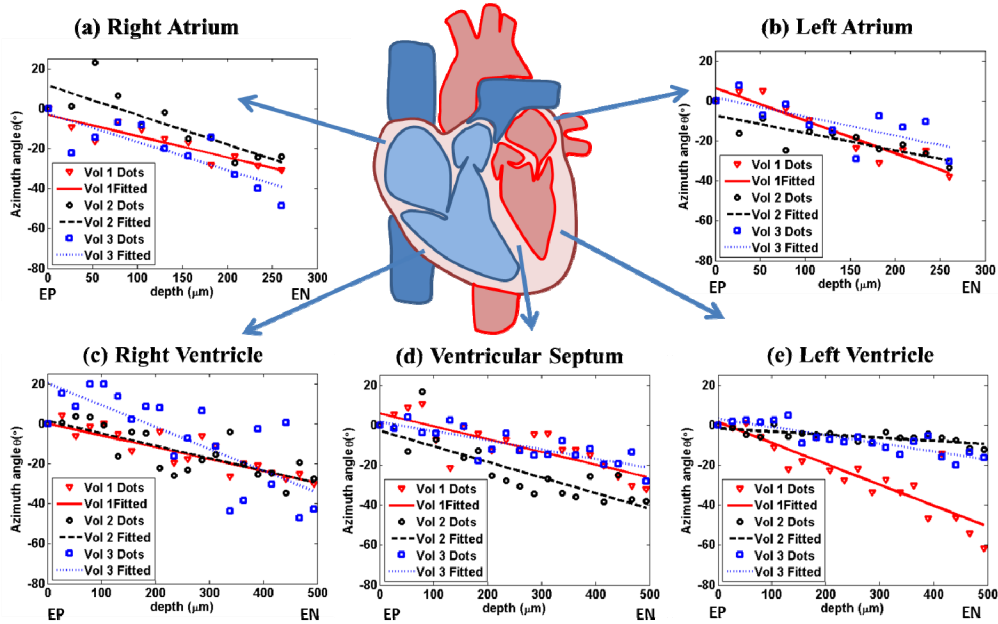 (a) Right Atrium
20
0
-20
-40
-60
-80
Azimuth angle θ(°)
Vol 1 Dots
Vol 1Fitted
Vol 2 Dots
Vol 2 Fitted
Vol 3 Dots
Vol 3 Fitted
0 50 100 150 200 250 300
EP depth (μm) EN
(b) Left Atrium
20
0
-20
-40
-60
-80
Azimuth angle θ(°)
Vol 1 Dots
Vol 1 Fitted
Vol 2 Dots
Vol 2 Fitted
Vol 3 Dots
Vol 3 Fitted
0 50 100 150 200 250 300
EP depth (μm) EN
(c) Right Ventricle
20
0
-20
-40
-60
-80
Azimuth angle θ(°)
Vol 1 Dots
Vol 1Fitted
Vol 2 Dots
Vol 2 Fitted
Vol 3 Dots
Vol 3 Fitted
0 100 200 300 400 500
EP depth (μm) EN
(d) Ventricular Septum
20
0
-20
-40
-60
-80
Azimuth angle θ(°)
Vol 1 Dots
Vol 1Fitted
Vol 2 Dots
Vol 2 Fitted
Vol 3 Dots
Vol 3 Fitted
0 100 200 300 400 500
EP depth (μm) EN
(e) Left Ventricle
20
0
-20
-40
-60
-80
Azimuth angle θ(°)
Vol 1 Dots
Vol 1 Fitted
Vol 2 Dots
Vol 2 Fitted
Vol 3 Dots
Vol 3 Fitted
0 100 200 300 400 500
EP depth (μm) EN